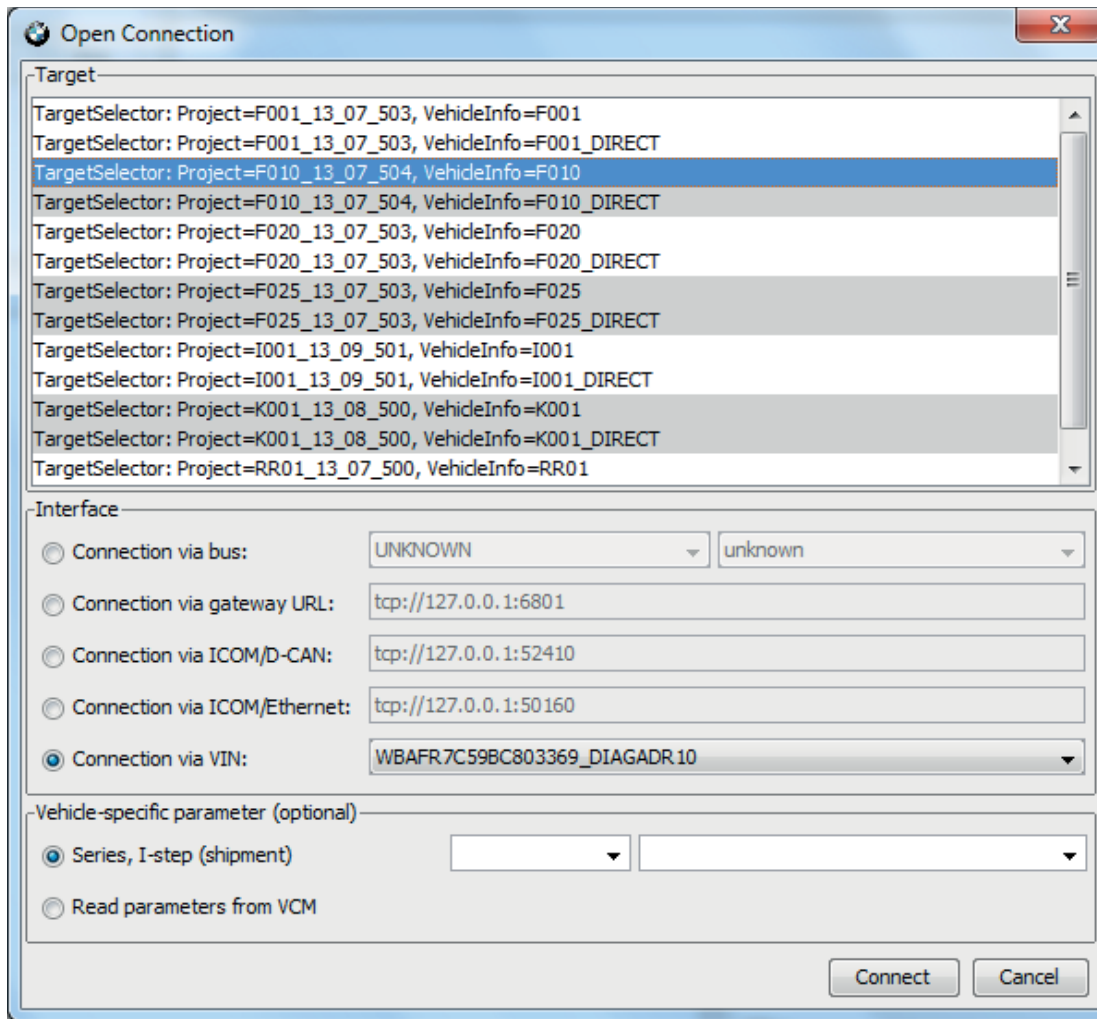 Open Connection
Target
TargetSelector: Project=F001_13_07_503, VehicleInfo=F001
TargetSelector: Project=F001_13_07_503, VehicleInfo=F001_DIRECT
TargetSelector: Project=F010_13_07_504, VehicleInfo=F010
TargetSelector: Project=F010_13_07_504, VehicleInfo=F010_DIRECT
TargetSelector: Project=F020_13_07_503, VehicleInfo=F020
TargetSelector: Project=F020_13_07_503, VehicleInfo=F020_DIRECT
TargetSelector: Project=F025_13_07_503, VehicleInfo=F025
TargetSelector: Project=F025_13_07_503, VehicleInfo=F025_DIRECT
TargetSelector: Project=I001_13_09_501, VehicleInfo=I001
TargetSelector: Project=I001_13_09_501, VehicleInfo=I001_DIRECT
TargetSelector: Project=K001_13_08_500, VehicleInfo=K001
TargetSelector: Project=K001_13_08_500, VehicleInfo=K001_DIRECT
TargetSelector: Project=RR01_13_07_500, VehicleInfo=RR01
Interface
Connection via bus: UNKNOWN unknown
Connection via gateway URL: tcp://127.0.0.1:6801
Connection via ICOM/D-CAN: tcp://127.0.0.1:52410
Connection via ICOM/Ethernet: tcp://127.0.0.1:50160
Connection via VIN: WBAFR7C59BC803369_DIAGADR10
Vehicle-specific parameter (optional)
Series, I-step (shipment)
Read parameters from VCM
Connect Cancel